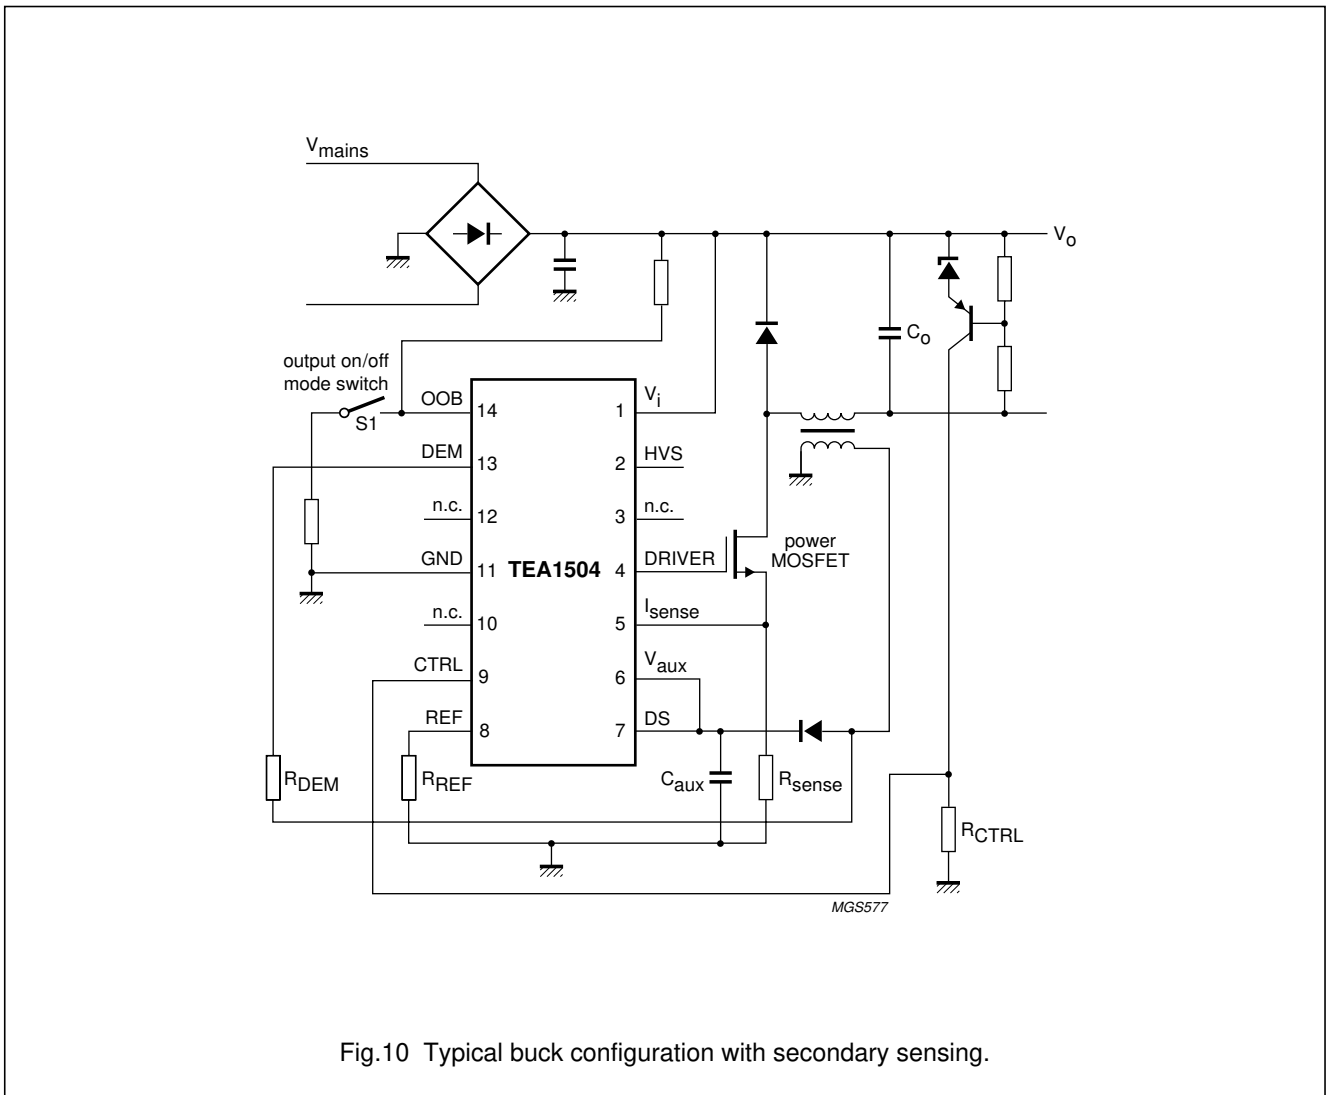 Vmains
Vo
output on/off
mode switch
S1
OOB 14
1 Vi
Co
DEM 13
2 HVS
n.c. 12
3 n.c.
GND 11
TEA1504
4 DRIVER
power
MOSFET
n.c. 10
5 Isense
CTRL 9
6 Vaux
REF 8
7 DS
RDEM
RREF
Caux
Rsense
RCTRL
MGS577
Fig.10 Typical buck configuration with secondary sensing.